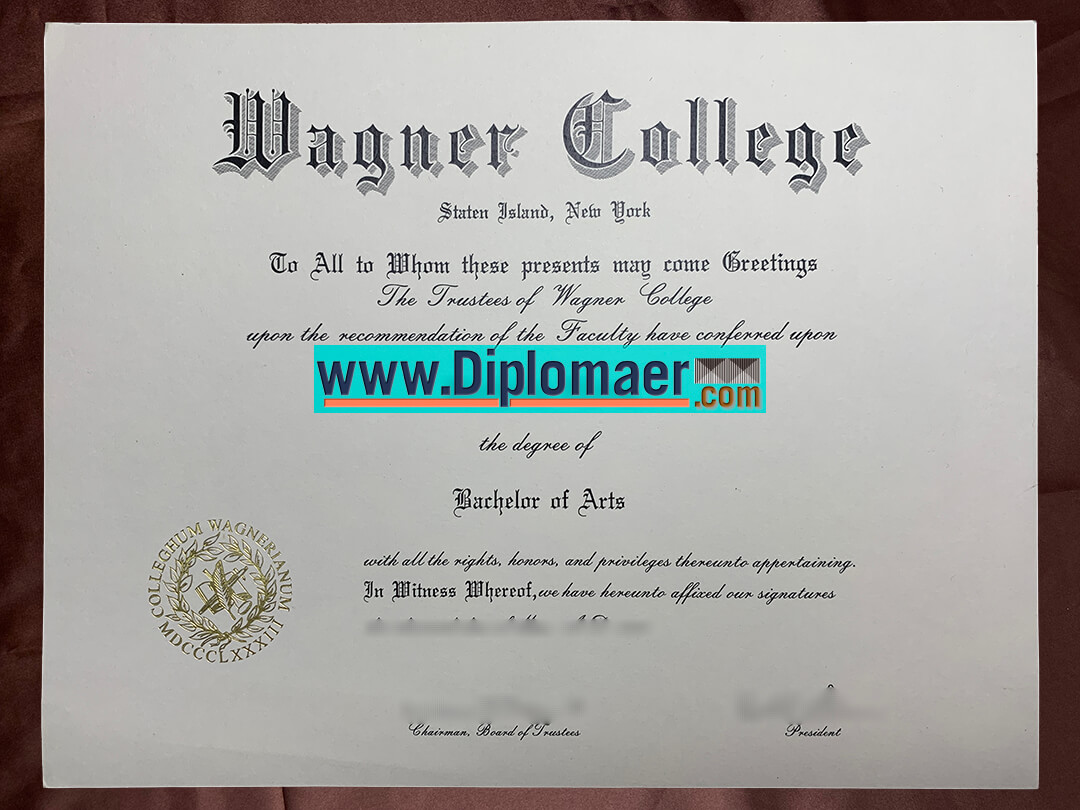 Wagner College
Staten Island, New York
To All to Whom these presents may come Greetings
The Trustees of Wagner College
upon the recommendation of the Faculty have conferred upon
www.Diplomaer.com
the degree of
Bachelor of Arts
with all the rights, honors, and privileges thereunto appertaining.
In Witness Whereof, we have hereunto affixed our signatures
COLLEGHUM WAGNERIANUM
MDCCCLXXXIII
Chairman, Board of Trustees
President